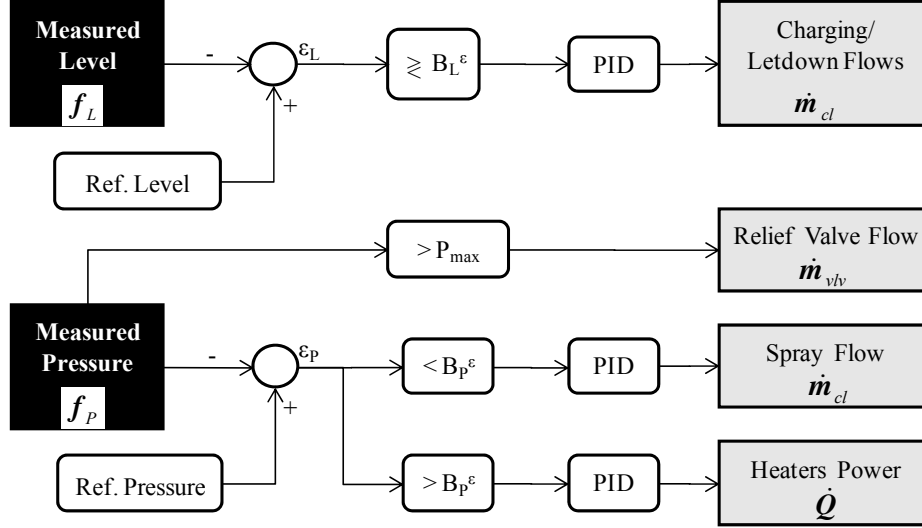 Measured
Level
f_L
-
ε_L
+
Ref. Level
≷ B_L^ε
PID
Charging/
Letdown Flows
ṁ_cl
> P_max
Relief Valve Flow
ṁ_vlv
Measured
Pressure
f_P
-
ε_P
+
Ref. Pressure
< B_P^ε
PID
Spray Flow
ṁ_cl
> B_P^ε
PID
Heaters Power
Q̇